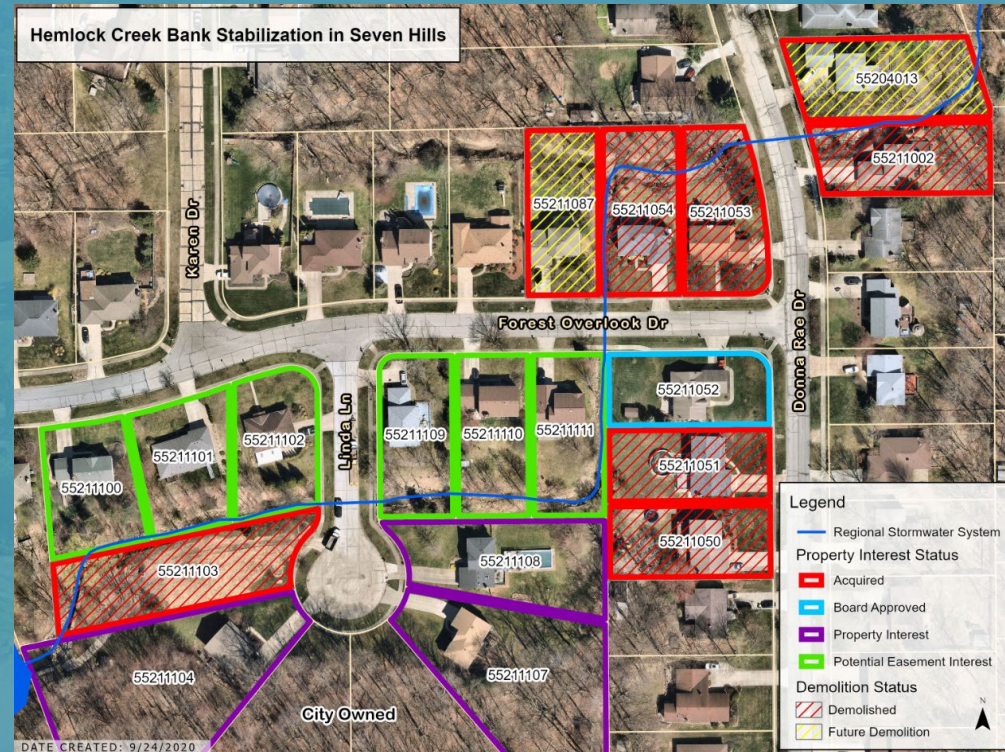 Hemlock Creek Bank Stabilization in Seven Hills
55204013
55211002
55211087
55211054
55211053
Karen Dr
Forest Overlook Dr
Donna Rae Dr
Linda Ln
55211052
55211100
55211101
55211102
55211109
55211110
55211111
55211051
55211050
55211103
55211108
55211104
55211107
City Owned
Legend
Regional Stormwater System
Property Interest Status
Acquired
Board Approved
Property Interest
Potential Easement Interest
Demolition Status
Demolished
Future Demolition
N
DATE CREATED: 9/24/2020